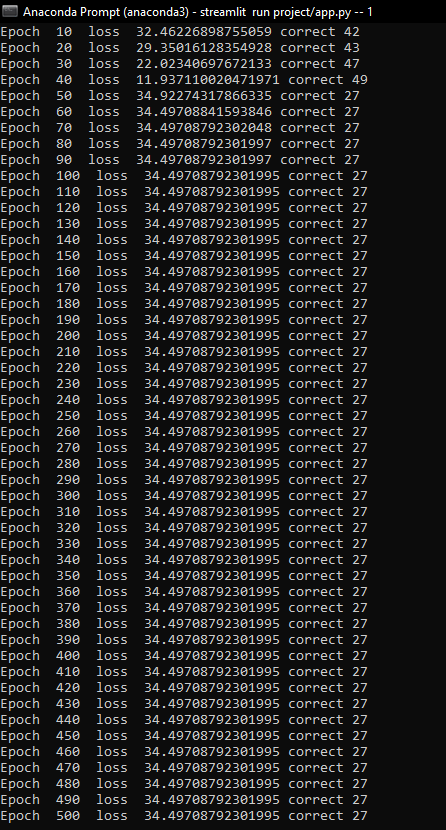 Anaconda Prompt (anaconda3) - streamlit run project/app.py -- 1
Epoch 10 loss 32.46226898755059 correct 42
Epoch 20 loss 29.35016128354928 correct 43
Epoch 30 loss 22.02340697672133 correct 47
Epoch 40 loss 11.937110020471971 correct 49
Epoch 50 loss 34.92274317866335 correct 27
Epoch 60 loss 34.49708841593846 correct 27
Epoch 70 loss 34.49708792302048 correct 27
Epoch 80 loss 34.49708792301997 correct 27
Epoch 90 loss 34.49708792301997 correct 27
Epoch 100 loss 34.49708792301995 correct 27
Epoch 110 loss 34.49708792301995 correct 27
Epoch 120 loss 34.49708792301995 correct 27
Epoch 130 loss 34.49708792301995 correct 27
Epoch 140 loss 34.49708792301995 correct 27
Epoch 150 loss 34.49708792301995 correct 27
Epoch 160 loss 34.49708792301995 correct 27
Epoch 170 loss 34.49708792301995 correct 27
Epoch 180 loss 34.49708792301995 correct 27
Epoch 190 loss 34.49708792301995 correct 27
Epoch 200 loss 34.49708792301995 correct 27
Epoch 210 loss 34.49708792301995 correct 27
Epoch 220 loss 34.49708792301995 correct 27
Epoch 230 loss 34.49708792301995 correct 27
Epoch 240 loss 34.49708792301995 correct 27
Epoch 250 loss 34.49708792301995 correct 27
Epoch 260 loss 34.49708792301995 correct 27
Epoch 270 loss 34.49708792301995 correct 27
Epoch 280 loss 34.49708792301995 correct 27
Epoch 290 loss 34.49708792301995 correct 27
Epoch 300 loss 34.49708792301995 correct 27
Epoch 310 loss 34.49708792301995 correct 27
Epoch 320 loss 34.49708792301995 correct 27
Epoch 330 loss 34.49708792301995 correct 27
Epoch 340 loss 34.49708792301995 correct 27
Epoch 350 loss 34.49708792301995 correct 27
Epoch 360 loss 34.49708792301995 correct 27
Epoch 370 loss 34.49708792301995 correct 27
Epoch 380 loss 34.49708792301995 correct 27
Epoch 390 loss 34.49708792301995 correct 27
Epoch 400 loss 34.49708792301995 correct 27
Epoch 410 loss 34.49708792301995 correct 27
Epoch 420 loss 34.49708792301995 correct 27
Epoch 430 loss 34.49708792301995 correct 27
Epoch 440 loss 34.49708792301995 correct 27
Epoch 450 loss 34.49708792301995 correct 27
Epoch 460 loss 34.49708792301995 correct 27
Epoch 470 loss 34.49708792301995 correct 27
Epoch 480 loss 34.49708792301995 correct 27
Epoch 490 loss 34.49708792301995 correct 27
Epoch 500 loss 34.49708792301995 correct 27